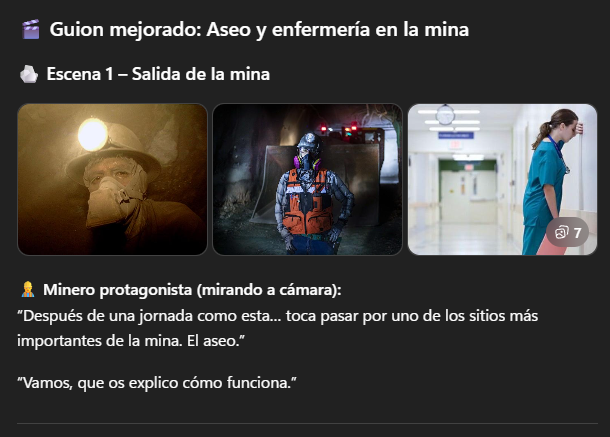 🎬 Guion mejorado: Aseo y enfermería en la mina
🪨 Escena 1 – Salida de la mina
7
👷 Minero protagonista (mirando a cámara):
“Después de una jornada como esta... toca pasar por uno de los sitios más
importantes de la mina. El aseo.”
“Vamos, que os explico cómo funciona.”